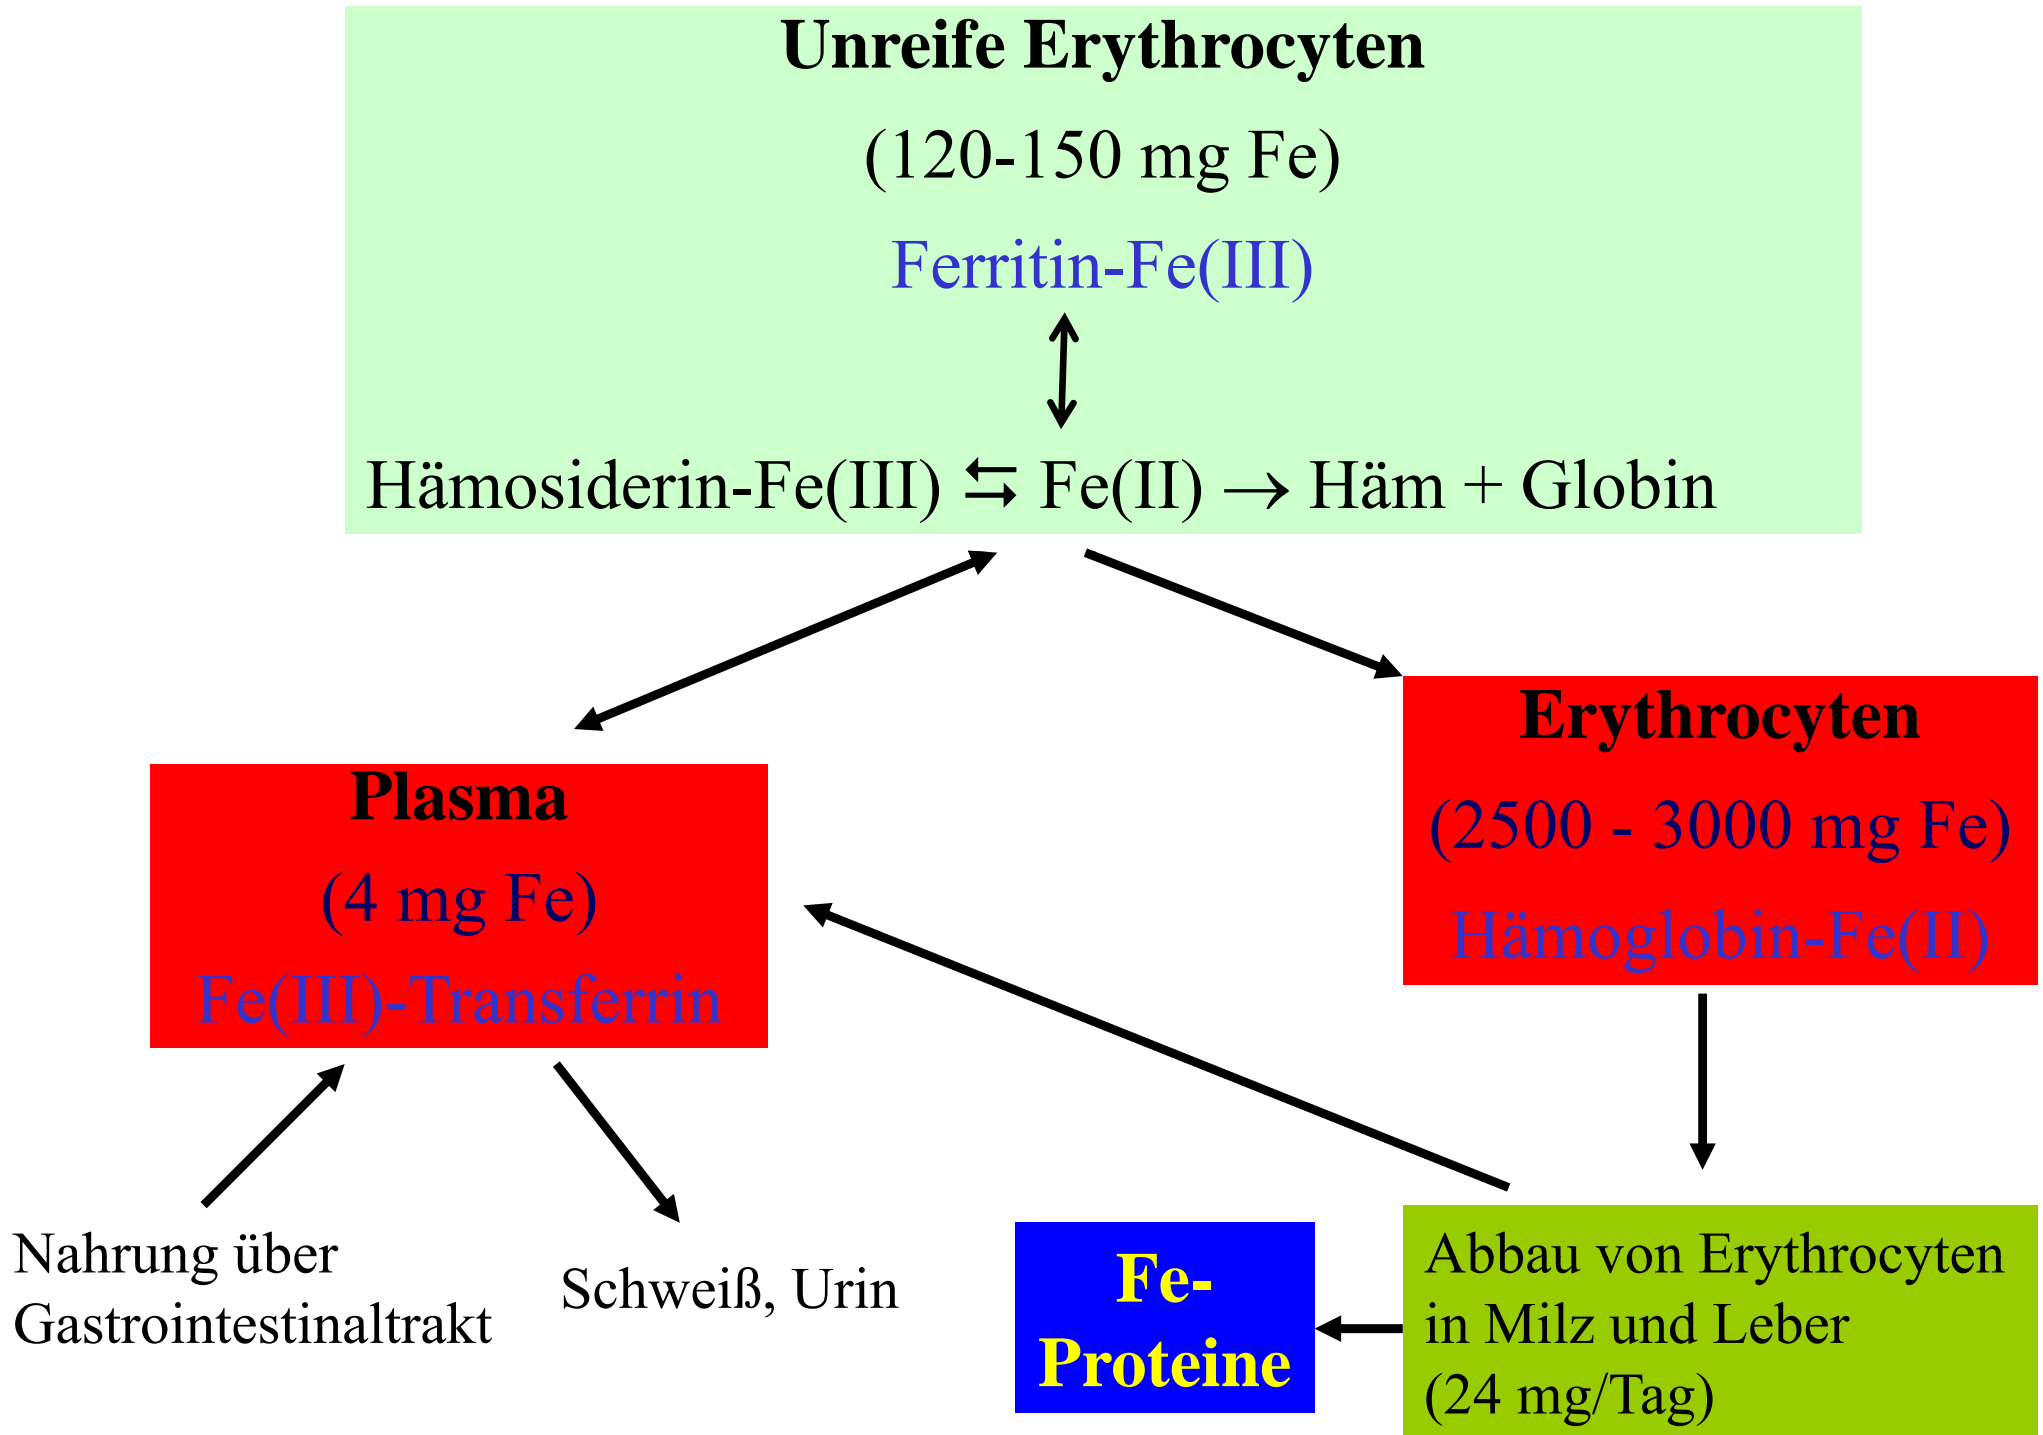 Unreife Erythrocyten
(120-150 mg Fe)
Ferritin-Fe(III)
Hämosiderin-Fe(III) ⇆ Fe(II) → Häm + Globin
Erythrocyten
(2500 - 3000 mg Fe)
Hämoglobin-Fe(II)
Plasma
(4 mg Fe)
Fe(III)-Transferrin
Nahrung über
Gastrointestinaltrakt
Schweiß, Urin
Fe-
Proteine
Abbau von Erythrocyten
in Milz und Leber
(24 mg/Tag)